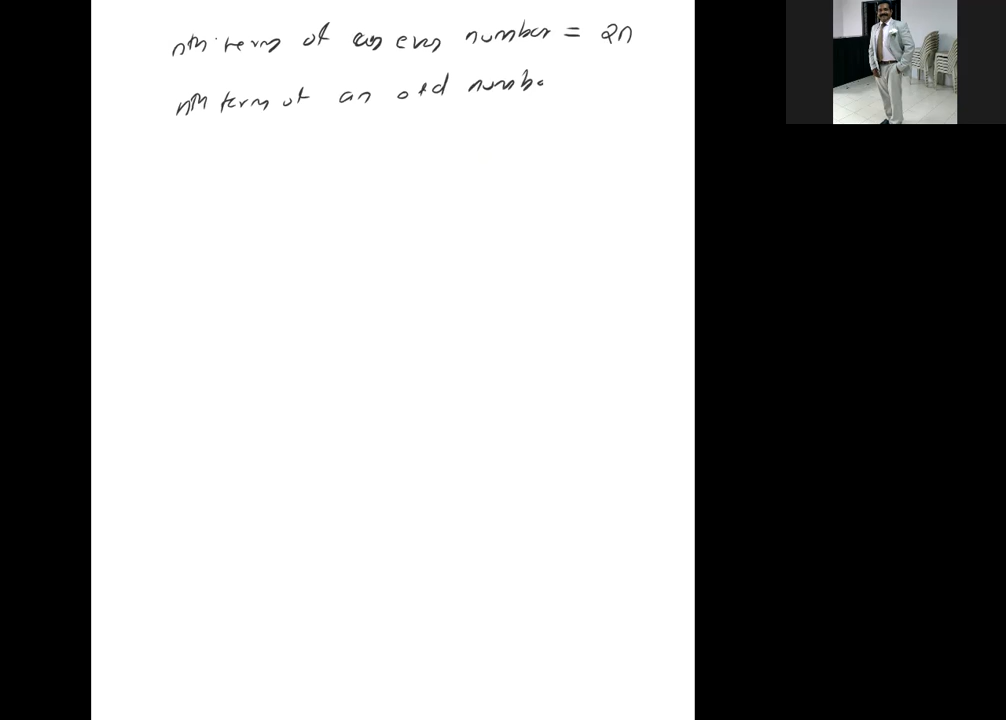 nth term of an even number = 2n
nth term of an odd numbe